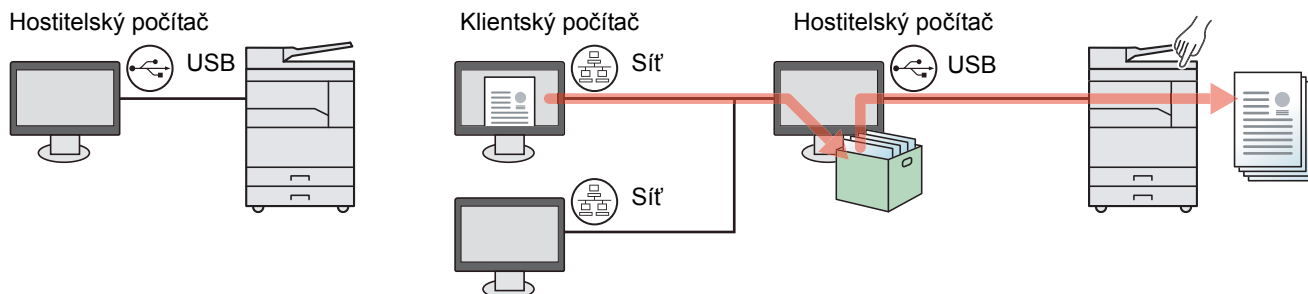 Hostitelský počítač
USB
Klientský počítač
Síť
Hostitelský počítač
USB
Síť